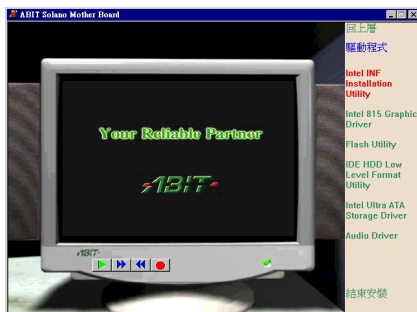 ABIT Solano Mother Board
Your Reliable Partner
ABIT
ABIT
回上層
驅動程式
Intel INF
Installation
Utility
Intel 815 Graphic
Driver
Flash Utility
IDE HDD Low
Level Format
Utility
Intel Ultra ATA
Storage Driver
Audio Driver
結束安裝